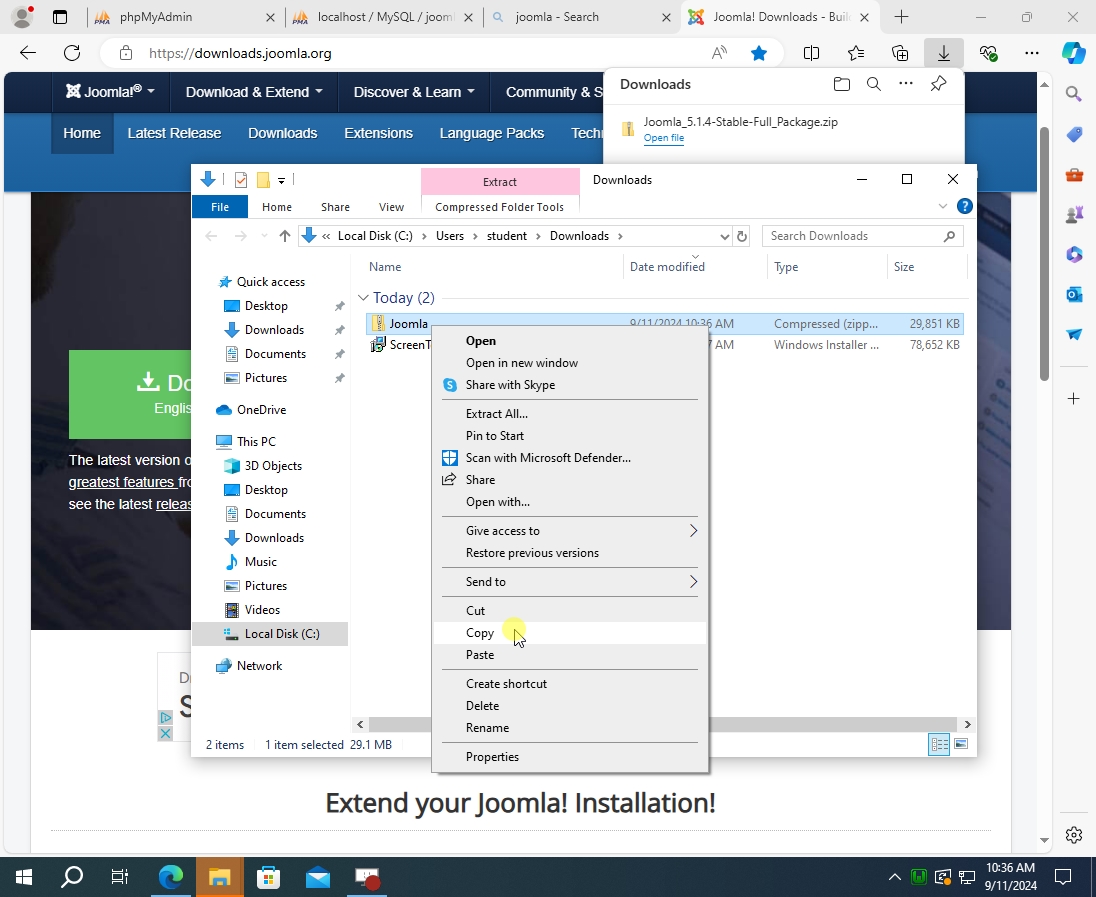 phpMyAdmin
localhost / MySQL / jooml
joomla - Search
Joomla! Downloads - Buil
https://downloads.joomla.org
Joomla!®
Download & Extend
Discover & Learn
Community & S
Home
Latest Release
Downloads
Extensions
Language Packs
Techn
Downloads
Joomla_5.1.4-Stable-Full_Package.zip
Open file
Extract
Downloads
File
Home
Share
View
Compressed Folder Tools
« Local Disk (C:) > Users > student > Downloads >
Search Downloads
Name
Date modified
Type
Size
Today (2)
Joomla
9/11/2024 10:36 AM
Compressed (zipp...
29,851 KB
ScreenT
7 AM
Windows Installer ...
78,652 KB
Quick access
Desktop
Downloads
Documents
Pictures
OneDrive
This PC
3D Objects
Desktop
Documents
Downloads
Music
Pictures
Videos
Local Disk (C:)
Network
2 items
1 item selected 29.1 MB
Open
Open in new window
Share with Skype
Extract All...
Pin to Start
Scan with Microsoft Defender...
Share
Open with...
Give access to
Restore previous versions
Send to
Cut
Copy
Paste
Create shortcut
Delete
Rename
Properties
Do
Englis
The latest version o
greatest features fro
see the latest releas
D
S
Extend your Joomla! Installation!
10:36 AM
9/11/2024